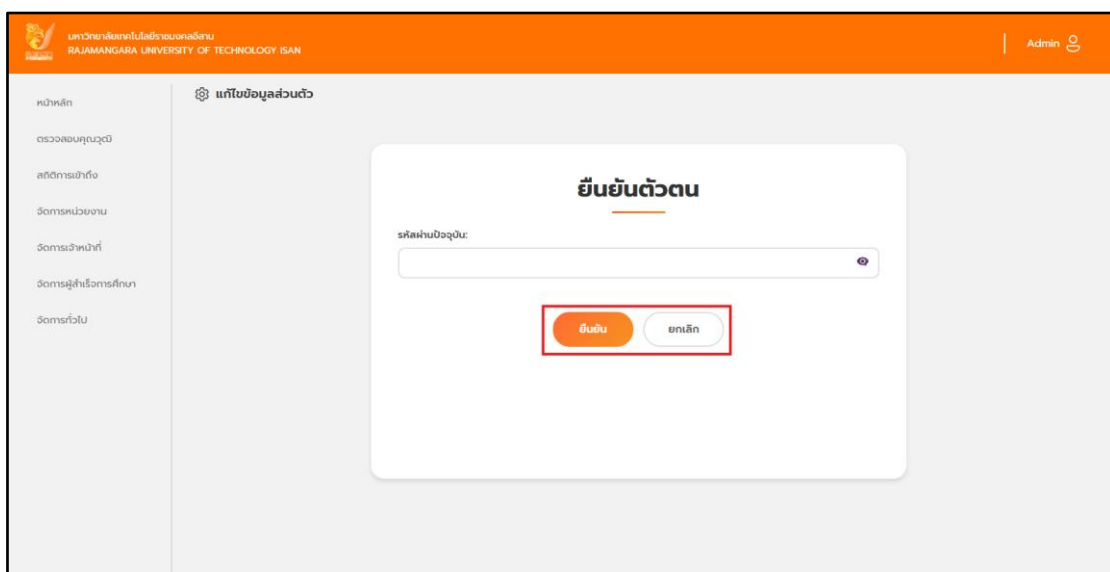 มหาวิทยาลัยเทคโนโลยีราชมงคลอีสาน
RAJAMANGARA UNIVERSITY OF TECHNOLOGY ISAN
Admin
แก้ไขข้อมูลส่วนตัว
หน้าหลัก
ตรวจสอบคุณวุฒิ
สถิติการเข้าถึง
จัดการหน่วยงาน
จัดการเจ้าหน้าที่
จัดการผู้สำเร็จการศึกษา
จัดการทั่วไป
ยืนยันตัวตน
รหัสผ่านปัจจุบัน:
ยืนยัน
ยกเลิก